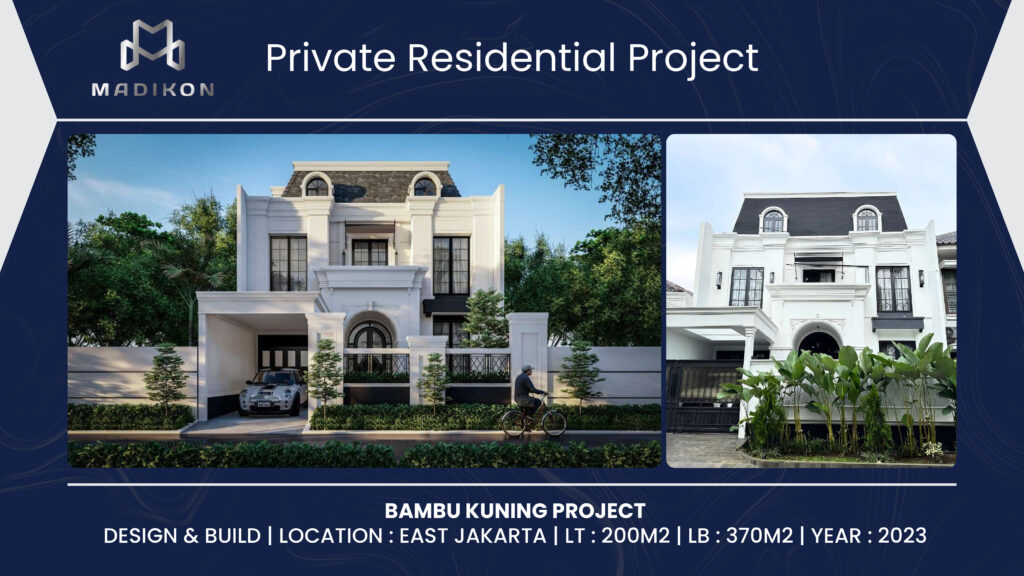 MADIKON
Private Residential Project
BAMBU KUNING PROJECT
DESIGN & BUILD | LOCATION : EAST JAKARTA | LT : 200M2 | LB : 370M2 | YEAR : 2023